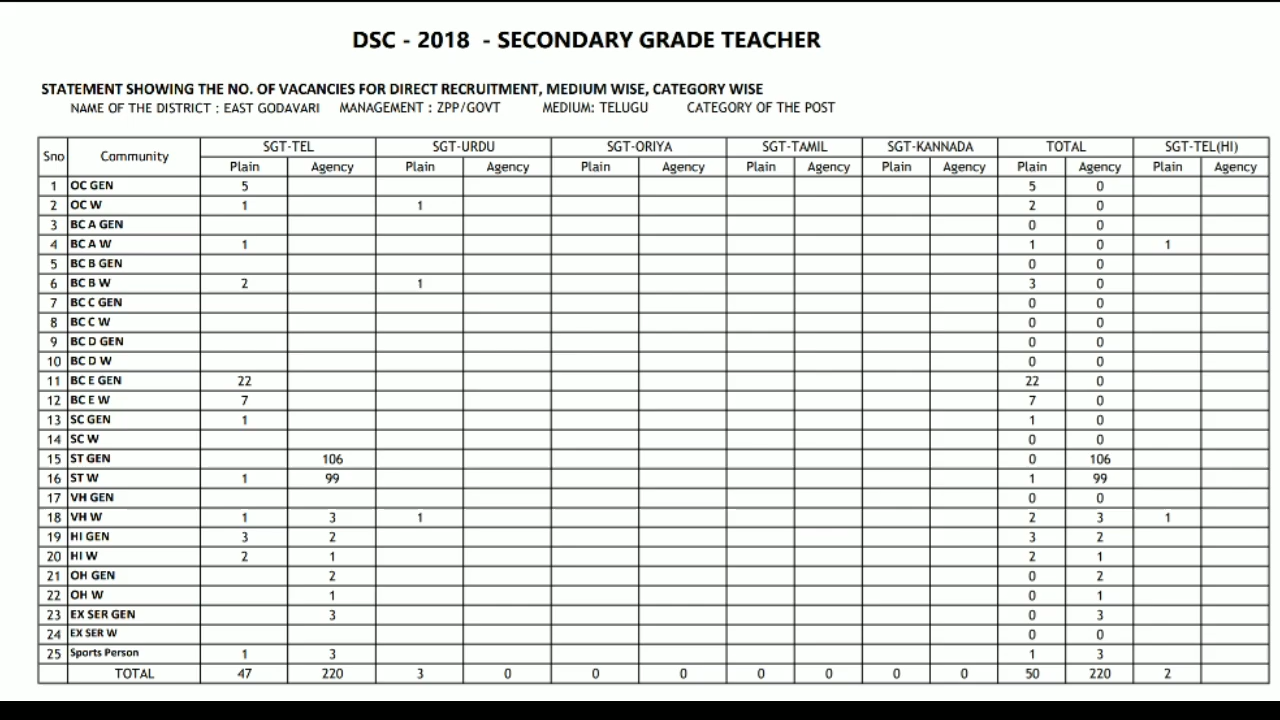 DSC - 2018 - SECONDARY GRADE TEACHER
STATEMENT SHOWING THE NO. OF VACANCIES FOR DIRECT RECRUITMENT, MEDIUM WISE, CATEGORY WISE
NAME OF THE DISTRICT : EAST GODAVARI MANAGEMENT : ZPP/GOVT MEDIUM: TELUGU CATEGORY OF THE POST
Sno Community SGT-TEL SGT-URDU SGT-ORIYA SGT-TAMIL SGT-KANNADA TOTAL SGT-TEL(HI)
Plain Agency Plain Agency Plain Agency Plain Agency Plain Agency Plain Agency Plain Agency
1 OC GEN 5 5 0
2 OC W 1 1 2 0
3 BC A GEN 0 0
4 BC A W 1 1 0 1
5 BC B GEN 0 0
6 BC B W 2 1 3 0
7 BC C GEN 0 0
8 BC C W 0 0
9 BC D GEN 0 0
10 BC D W 0 0
11 BC E GEN 22 22 0
12 BC E W 7 7 0
13 SC GEN 1 1 0
14 SC W 0 0
15 ST GEN 106 0 106
16 ST W 1 99 1 99
17 VH GEN 0 0
18 VH W 1 3 1 2 3 1
19 HI GEN 3 2 3 2
20 HI W 2 1 2 1
21 OH GEN 2 0 2
22 OH W 1 0 1
23 EX SER GEN 3 0 3
24 EX SER W 0 0
25 Sports Person 1 3 1 3
TOTAL 47 220 3 0 0 0 0 0 0 0 50 220 2